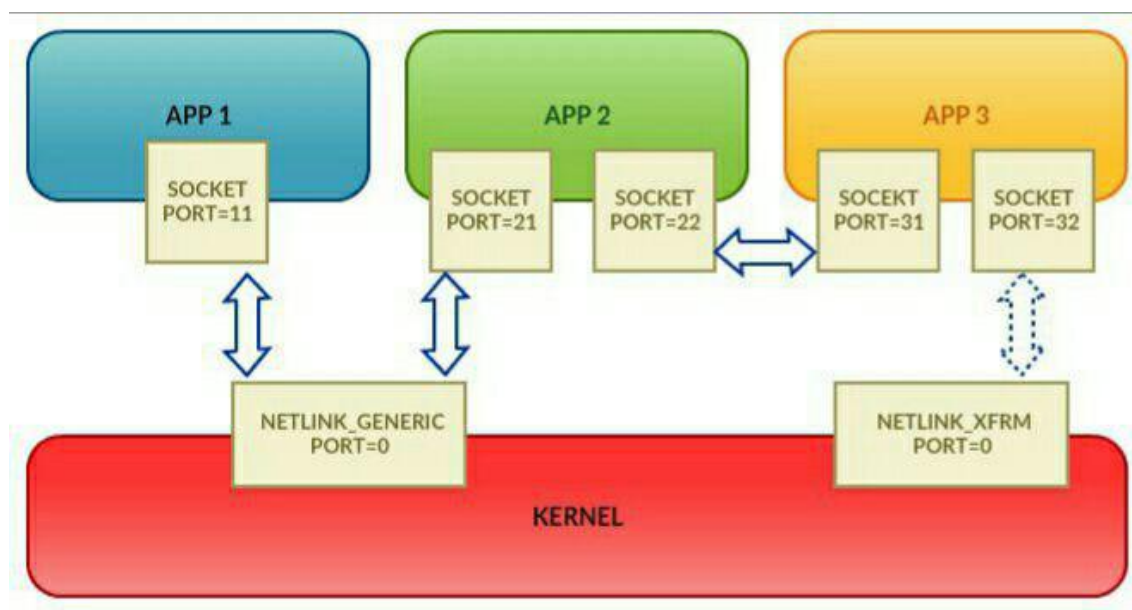 APP 1
APP 2
APP 3
SOCKET
PORT=11
SOCKET
PORT=21
SOCKET
PORT=22
SOCEKT
PORT=31
SOCKET
PORT=32
NETLINK_GENERIC
PORT=0
NETLINK_XFRM
PORT=0
KERNEL